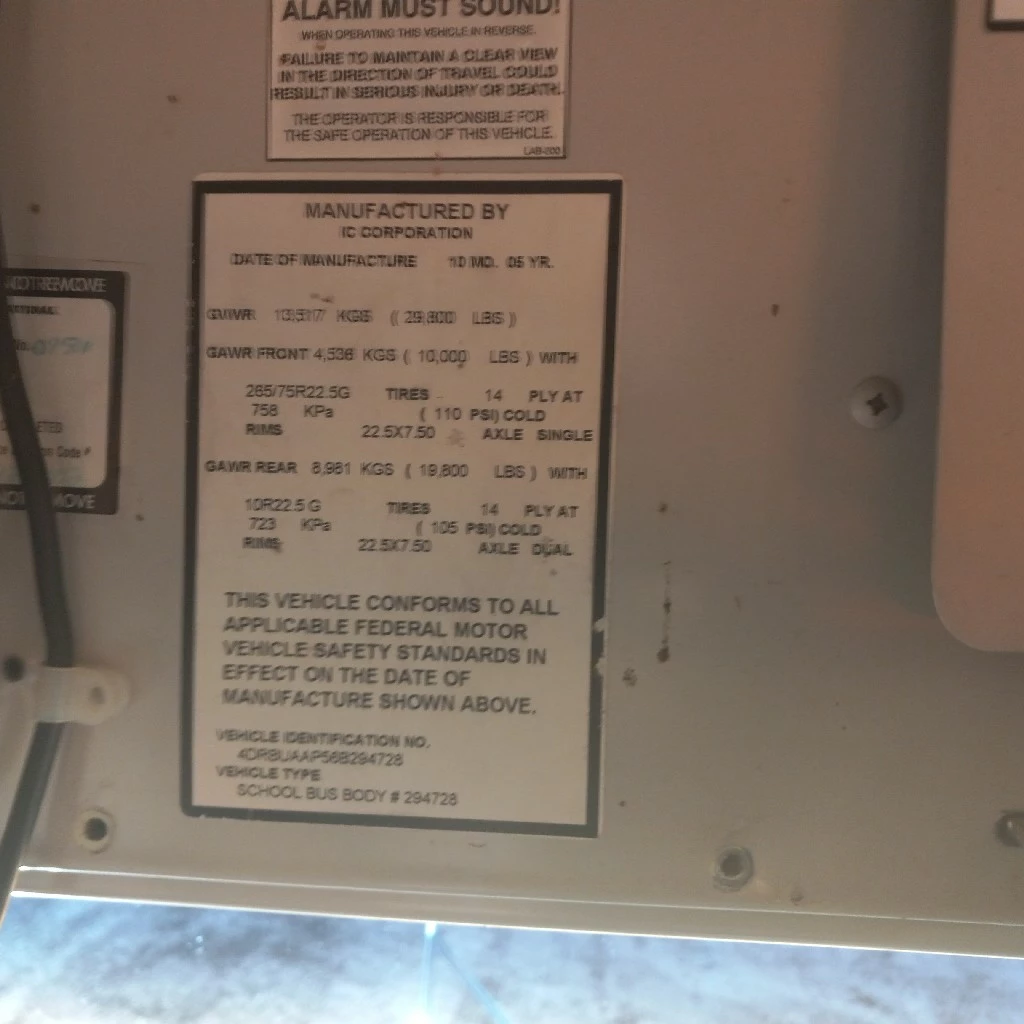 ALARM MUST SOUND!
WHEN OPERATING THIS VEHICLE IN REVERSE.
FAILURE TO MAINTAIN A CLEAR VIEW
IN THE DIRECTION OF TRAVEL COULD
RESULT IN SERIOUS INJURY OR DEATH.
THE OPERATOR IS RESPONSIBLE FOR
THE SAFE OPERATION OF THIS VEHICLE.
MANUFACTURED BY
IC CORPORATION
DATE OF MANUFACTURE 10 MO. 05 YR.
GVWR 13,517 KGS ( 29,800 LBS )
GAWR FRONT 4,536 KGS ( 10,000 LBS ) WITH
265/75R22.5G TIRES 14 PLY AT
758 KPa ( 110 PSI) COLD
RIMS 22.5X7.50 AXLE SINGLE
GAWR REAR 8,981 KGS ( 19,800 LBS ) WITH
10R22.5 G TIRES 14 PLY AT
723 KPa ( 105 PSI) COLD
RIMS 22.5X7.50 AXLE DUAL
THIS VEHICLE CONFORMS TO ALL
APPLICABLE FEDERAL MOTOR
VEHICLE SAFETY STANDARDS IN
EFFECT ON THE DATE OF
MANUFACTURE SHOWN ABOVE.
VEHICLE IDENTIFICATION NO.
4DRBUAAP56B294728
VEHICLE TYPE
SCHOOL BUS BODY # 294728
No.
Code #